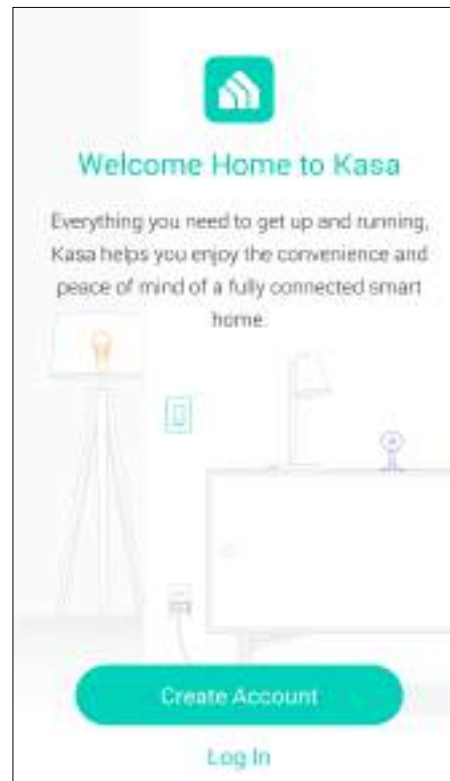 Welcome Home to Kasa
Everything you need to get up and running,
Kasa helps you enjoy the convenience and
peace of mind of a fully connected smart
home.
Create Account
Log In